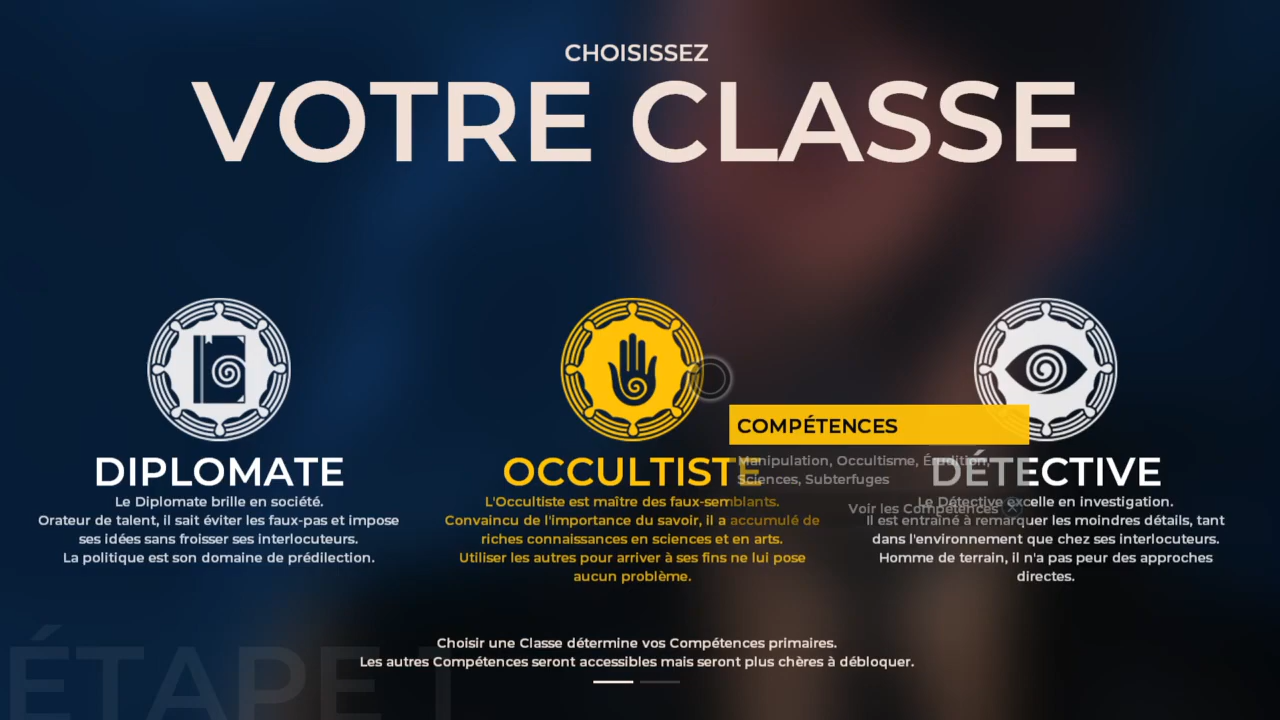 CHOISISSEZ
VOTRE CLASSE
DIPLOMATE
Le Diplomate brille en société.
Orateur de talent, il sait éviter les faux-pas et impose
ses idées sans froisser ses interlocuteurs.
La politique est son domaine de prédilection.
OCCULTISTE
L'Occultiste est maître des faux-semblants.
Convaincu de l'importance du savoir, il a accumulé de
riches connaissances en sciences et en arts.
Utiliser les autres pour arriver à ses fins ne lui pose
aucun problème.
COMPÉTENCES
Manipulation, Occultisme, Érudition,
Sciences, Subterfuges
Voir les Compétences
DÉTECTIVE
Le Détective excelle en investigation.
Il est entraîné à remarquer les moindres détails, tant
dans l'environnement que chez ses interlocuteurs.
Homme de terrain, il n'a pas peur des approches
directes.
Choisir une Classe détermine vos Compétences primaires.
Les autres Compétences seront accessibles mais seront plus chères à débloquer.
ÉTAPE